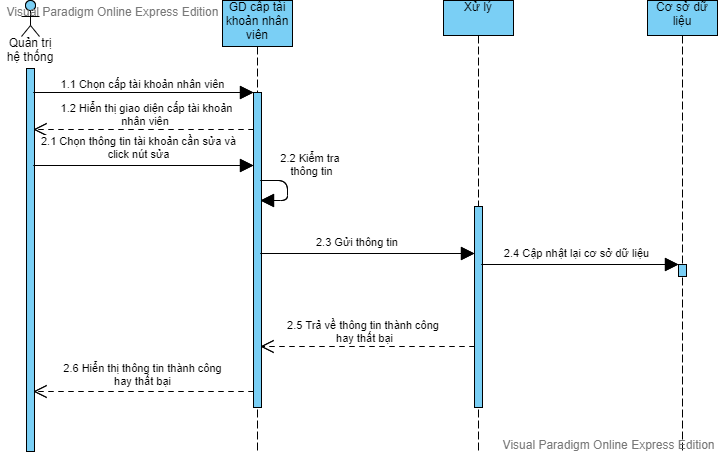 Visual Paradigm Online Express Edition
Quản trị
hệ thống
GD cấp tài
khoản nhân
viên
Xử lý
Cơ sở dữ
liệu
1.1 Chọn cấp tài khoản nhân viên
1.2 Hiển thị giao diện cấp tài khoản
nhân viên
2.1 Chọn thông tin tài khoản cần sửa và
click nút sửa
2.2 Kiểm tra
thông tin
2.3 Gửi thông tin
2.4 Cập nhật lại cơ sở dữ liệu
2.5 Trả về thông tin thành công
hay thất bại
2.6 Hiển thị thông tin thành công
hay thất bại
Visual Paradigm Online Express Edition